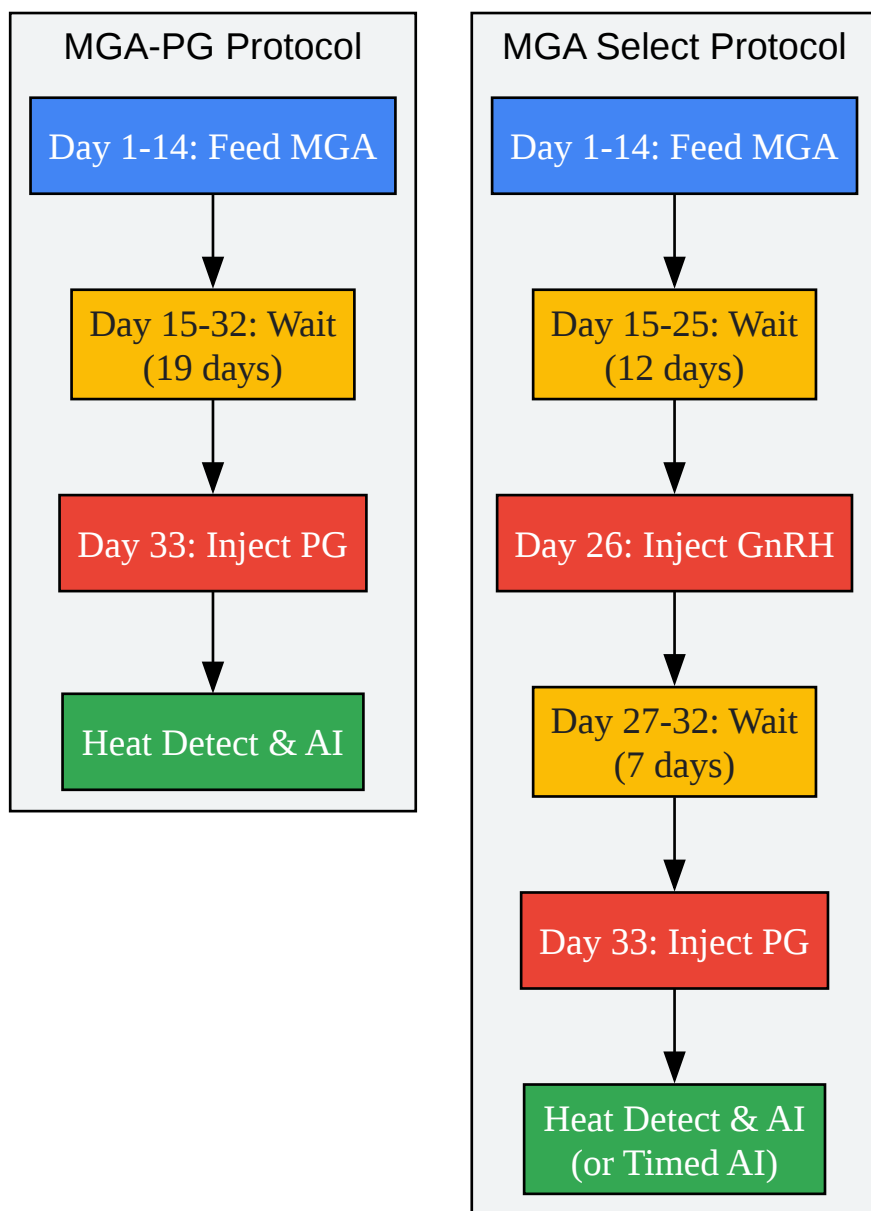 MGA-PG Protocol
Day 1-14: Feed MGA
Day 15-32: Wait
(19 days)
Day 33: Inject PG
Heat Detect & AI
MGA Select Protocol
Day 1-14: Feed MGA
Day 15-25: Wait
(12 days)
Day 26: Inject GnRH
Day 27-32: Wait
(7 days)
Day 33: Inject PG
Heat Detect & AI
(or Timed AI)